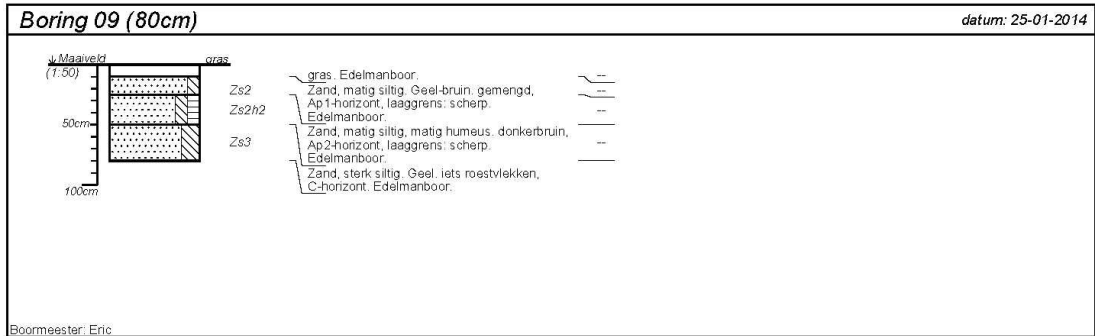 Boring 09 (80cm)
datum: 25-01-2014
↓ Maaiveld
gras
(1:50)
50cm
100cm
Zs2
Zs2h2
Zs3
gras. Edelmanboor.
Zand, matig siltig. Geel-bruin. gemengd,
Ap1-horizont, laaggrens: scherp.
Edelmanboor.
Zand, matig siltig, matig humeus. donkerbruin,
Ap2-horizont, laaggrens: scherp.
Edelmanboor.
Zand, sterk siltig. Geel. iets roestvlekken,
C-horizont. Edelmanboor.
--
--
--
--
Boormeester: Eric